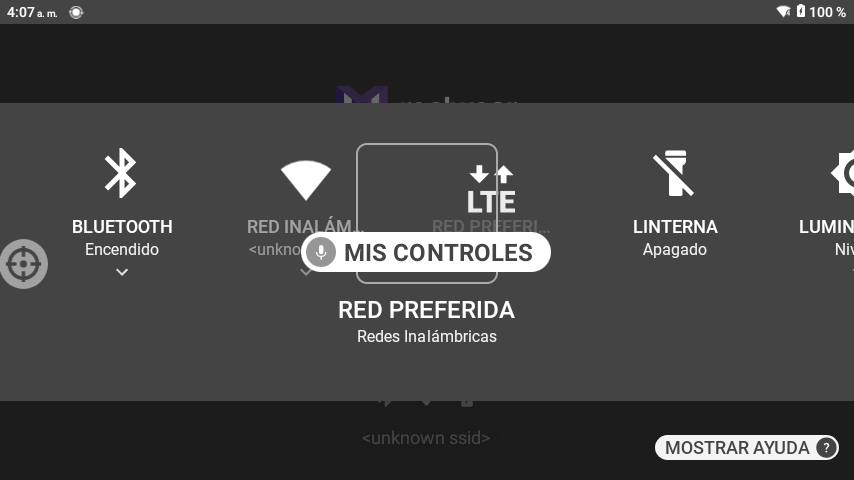 4:07 a. m.
100 %
BLUETOOTH
Encendido
RED INALÁM...
<unkno
LTE
RED PREFERI...
LINTERNA
Apagado
LUMIN
Niv
MIS CONTROLES
RED PREFERIDA
Redes Inalámbricas
<unknown ssid>
MOSTRAR AYUDA ?